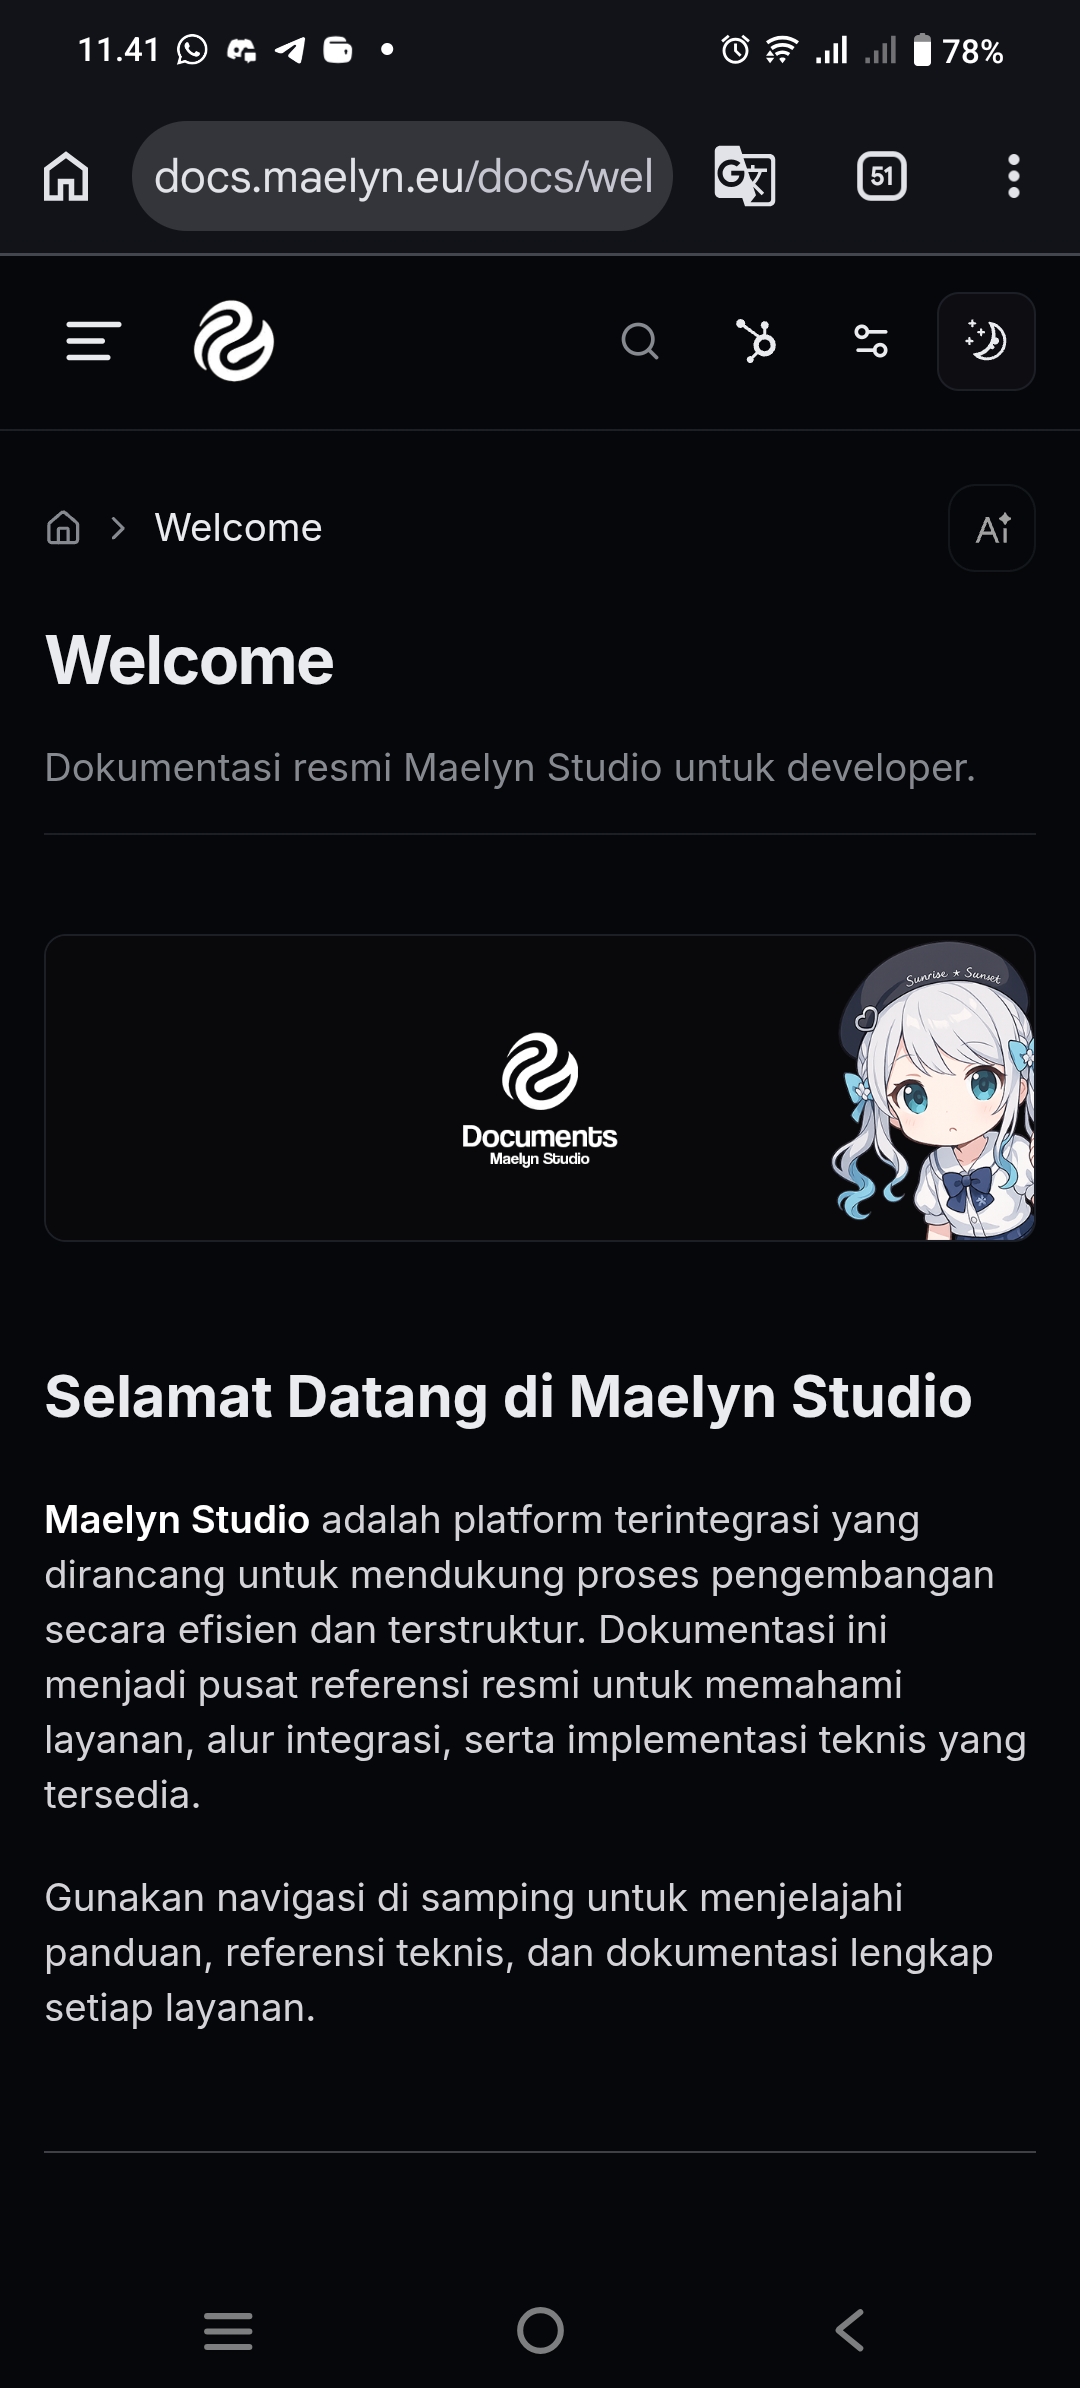 11.41
78%
docs.maelyn.eu/docs/wel
51
Welcome
Ai
Welcome
Dokumentasi resmi Maelyn Studio untuk developer.
Sunrise ★ Sunset
Documents
Maelyn Studio
Selamat Datang di Maelyn Studio
Maelyn Studio adalah platform terintegrasi yang
dirancang untuk mendukung proses pengembangan
secara efisien dan terstruktur. Dokumentasi ini
menjadi pusat referensi resmi untuk memahami
layanan, alur integrasi, serta implementasi teknis yang
tersedia.
Gunakan navigasi di samping untuk menjelajahi
panduan, referensi teknis, dan dokumentasi lengkap
setiap layanan.